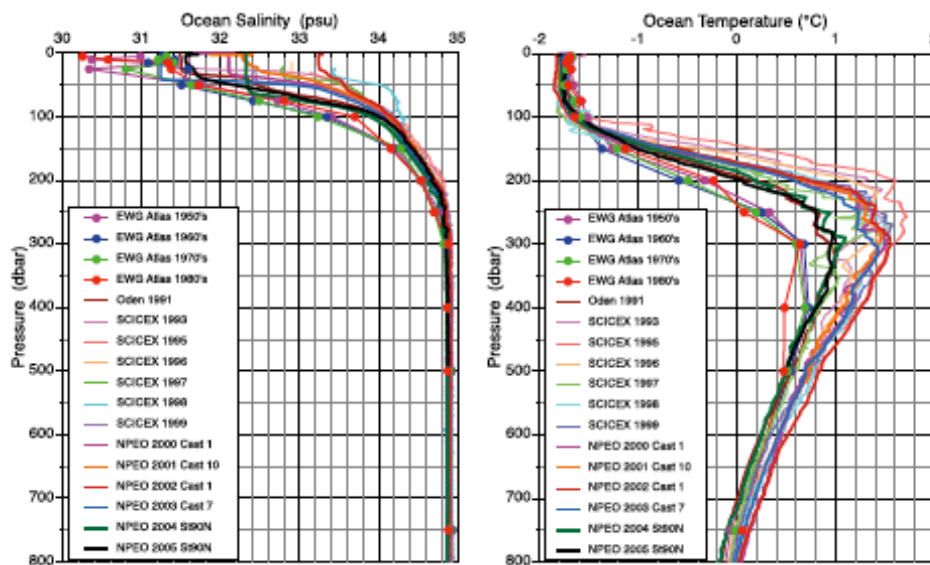 Ocean Salinity (psu)
30 31 32 33 34 35
0
100
200
300
400
500
600
700
800
Pressure (dbar)
EWG Atlas 1950's
EWG Atlas 1960's
EWG Atlas 1970's
EWG Atlas 1980's
Oden 1991
SCICEX 1993
SCICEX 1995
SCICEX 1996
SCICEX 1997
SCICEX 1998
SCICEX 1999
NPEO 2000 Cast 1
NPEO 2001 Cast 10
NPEO 2002 Cast 1
NPEO 2003 Cast 7
NPEO 2004 St90N
NPEO 2005 St90N
Ocean Temperature (°C)
-2 -1 0 1 2
0
100
200
300
400
500
600
700
800
Pressure (dbar)
EWG Atlas 1950's
EWG Atlas 1960's
EWG Atlas 1970's
EWG Atlas 1980's
Oden 1991
SCICEX 1993
SCICEX 1995
SCICEX 1996
SCICEX 1997
SCICEX 1998
SCICEX 1999
NPEO 2000 Cast 1
NPEO 2001 Cast 10
NPEO 2002 Cast 1
NPEO 2003 Cast 7
NPEO 2004 St90N
NPEO 2005 St90N